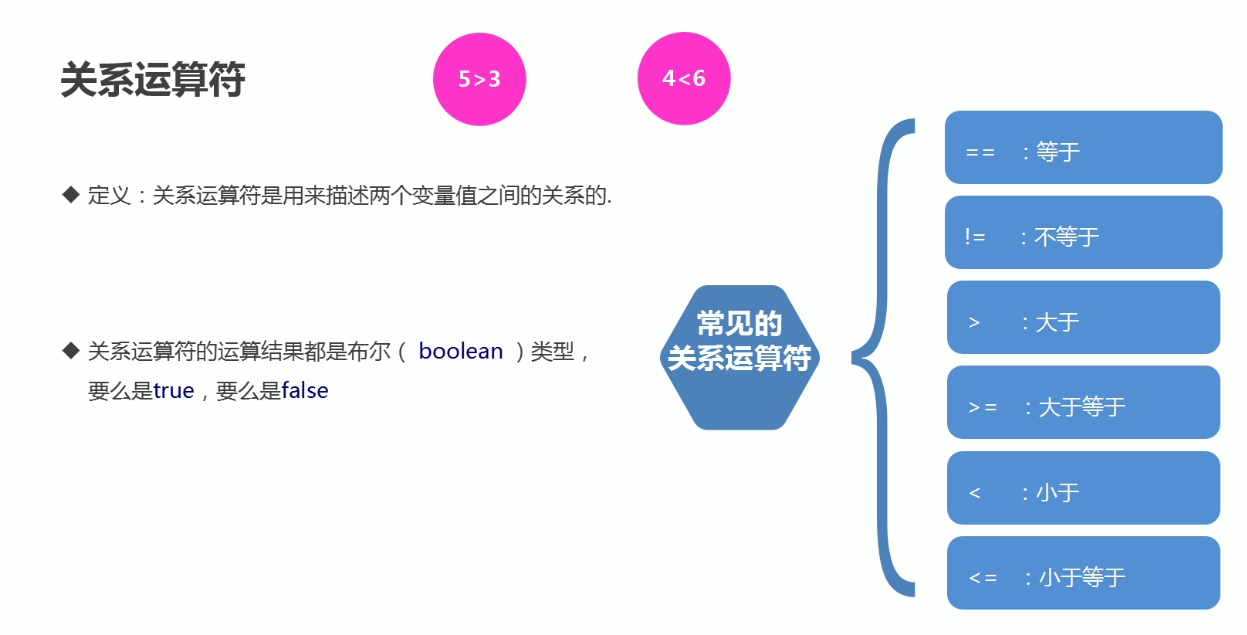 关系运算符
5>3
4<6
◆ 定义：关系运算符是用来描述两个变量值之间的关系的.
◆ 关系运算符的运算结果都是布尔（ boolean ）类型，
要么是true，要么是false
常见的
关系运算符
== ：等于
!= ：不等于
> ：大于
>= ：大于等于
< ：小于
<= ：小于等于